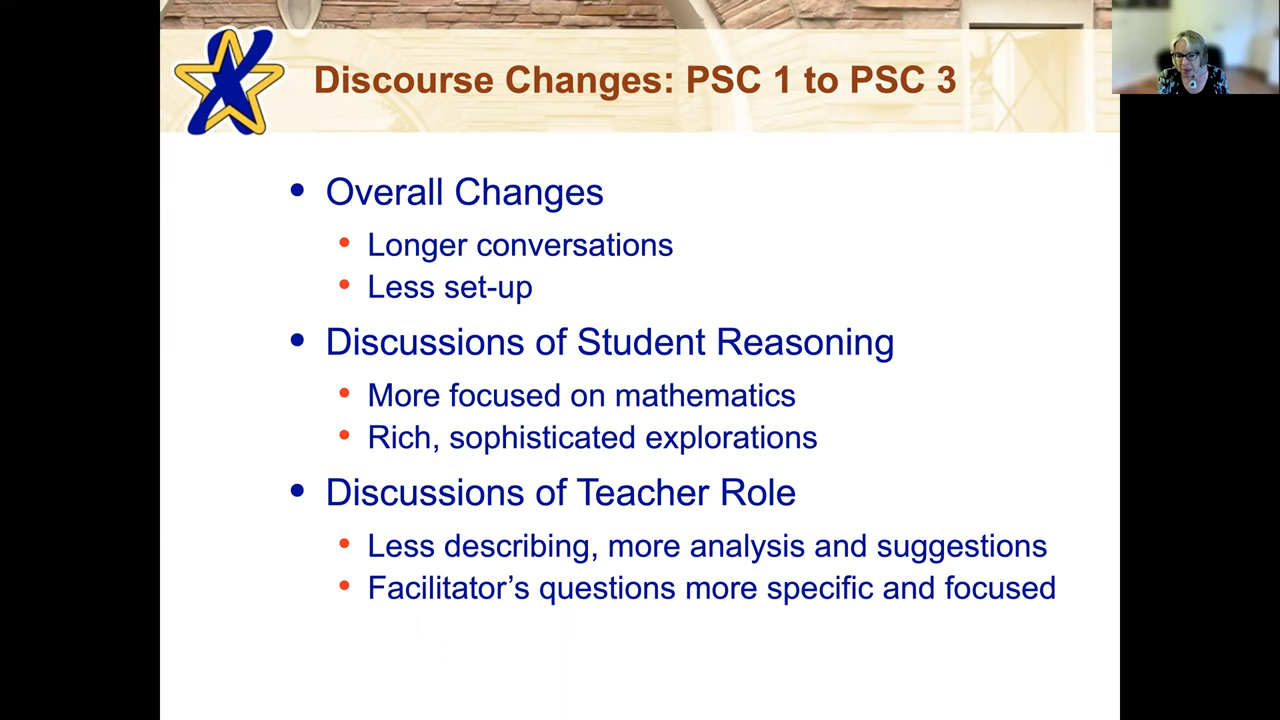 Discourse Changes: PSC 1 to PSC 3
• Overall Changes
• Longer conversations
• Less set-up
• Discussions of Student Reasoning
• More focused on mathematics
• Rich, sophisticated explorations
• Discussions of Teacher Role
• Less describing, more analysis and suggestions
• Facilitator’s questions more specific and focused